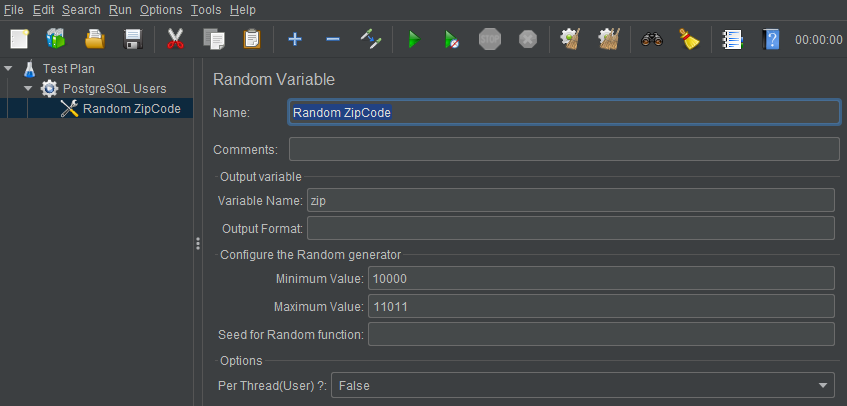 File Edit Search Run Options Tools Help
STOP
? 00:00:00
Test Plan
PostgreSQL Users
Random ZipCode
Random Variable
Name: Random ZipCode
Comments:
Output variable
Variable Name: zip
Output Format:
Configure the Random generator
Minimum Value: 10000
Maximum Value: 11011
Seed for Random function:
Options
Per Thread(User) ?: False